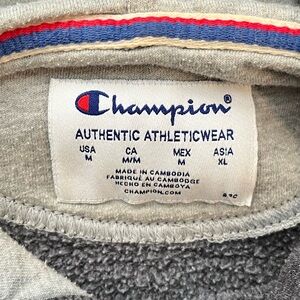 Champion®
AUTHENTIC ATHLETICWEAR
USA CA MEX ASIA
M M/M M XL
MADE IN CAMBODIA
FABRIQUÉ AU CAMBODGE
HECHO EN CAMBOYA
CHAMPION.COM